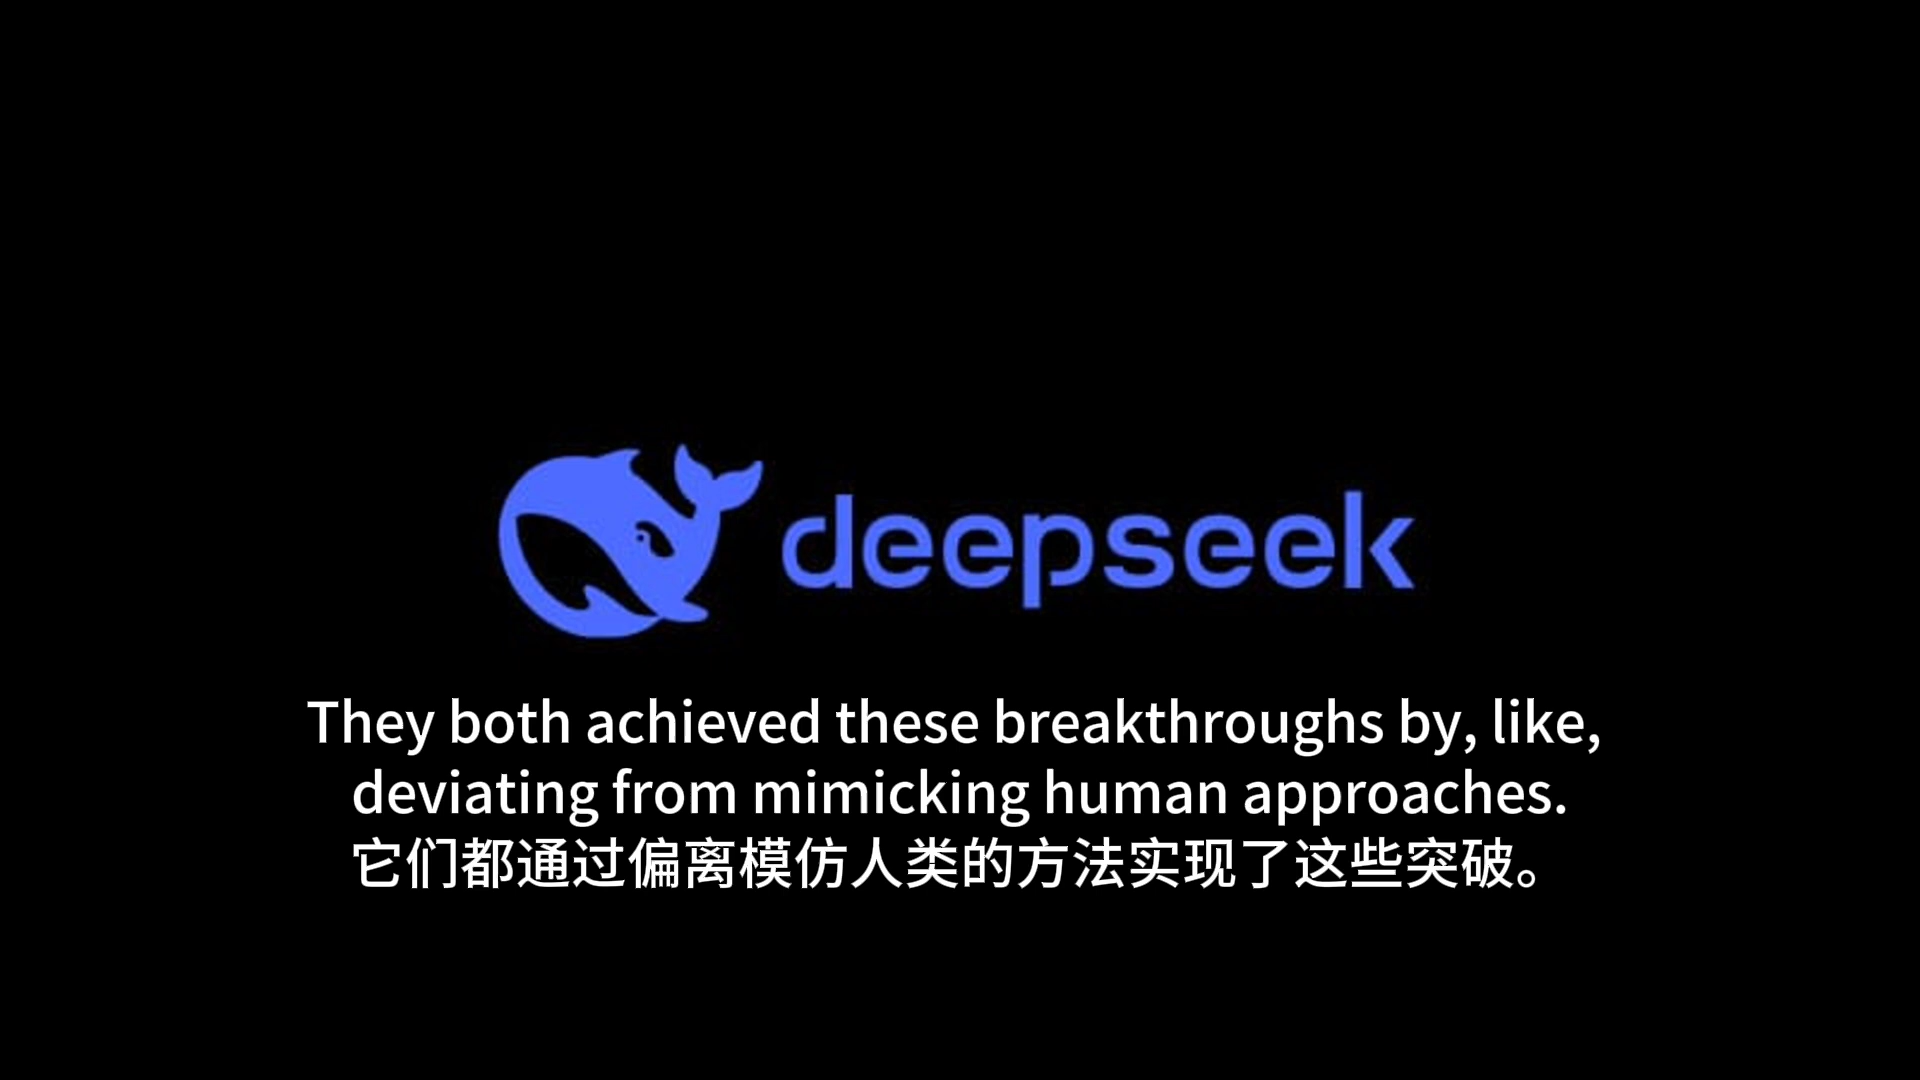 deepseek
They both achieved these breakthroughs by, like,
deviating from mimicking human approaches.
它们都通过偏离模仿人类的方法实现了这些突破。